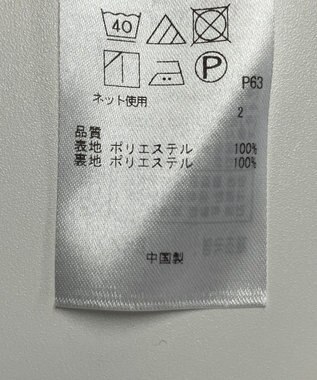 40
P
P63
ネット使用
2
品質
表地 ポリエステル 100%
裏地 ポリエステル 100%
中国製